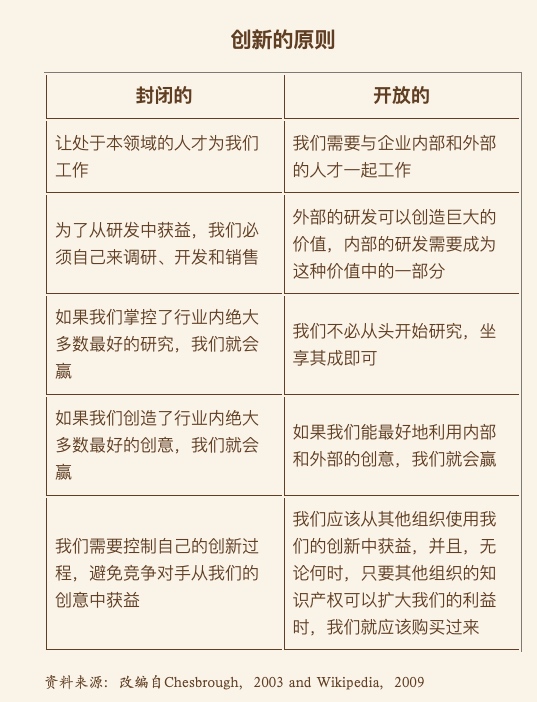 创新的原则
封闭的
开放的
让处于本领域的人才为我们
工作
我们需要与企业内部和外部
的人才一起工作
为了从研发中获益，我们必
须自己来调研、开发和销售
外部的研发可以创造巨大的
价值，内部的研发需要成为
这种价值中的一部分
如果我们掌控了行业内绝大
多数最好的研究，我们就会
赢
我们不必从头开始研究，坐
享其成即可
如果我们创造了行业内绝大
多数最好的创意，我们就会
赢
如果我们能最好地利用内部
和外部的创意，我们就会赢
我们需要控制自己的创新过
程，避免竞争对手从我们的
创意中获益
我们应该从其他组织使用我
们的创新中获益，并且，无
论何时，只要其他组织的知
识产权可以扩大我们的利益
时，我们就应该购买过来
资料来源：改编自Chesbrough，2003 and Wikipedia，2009